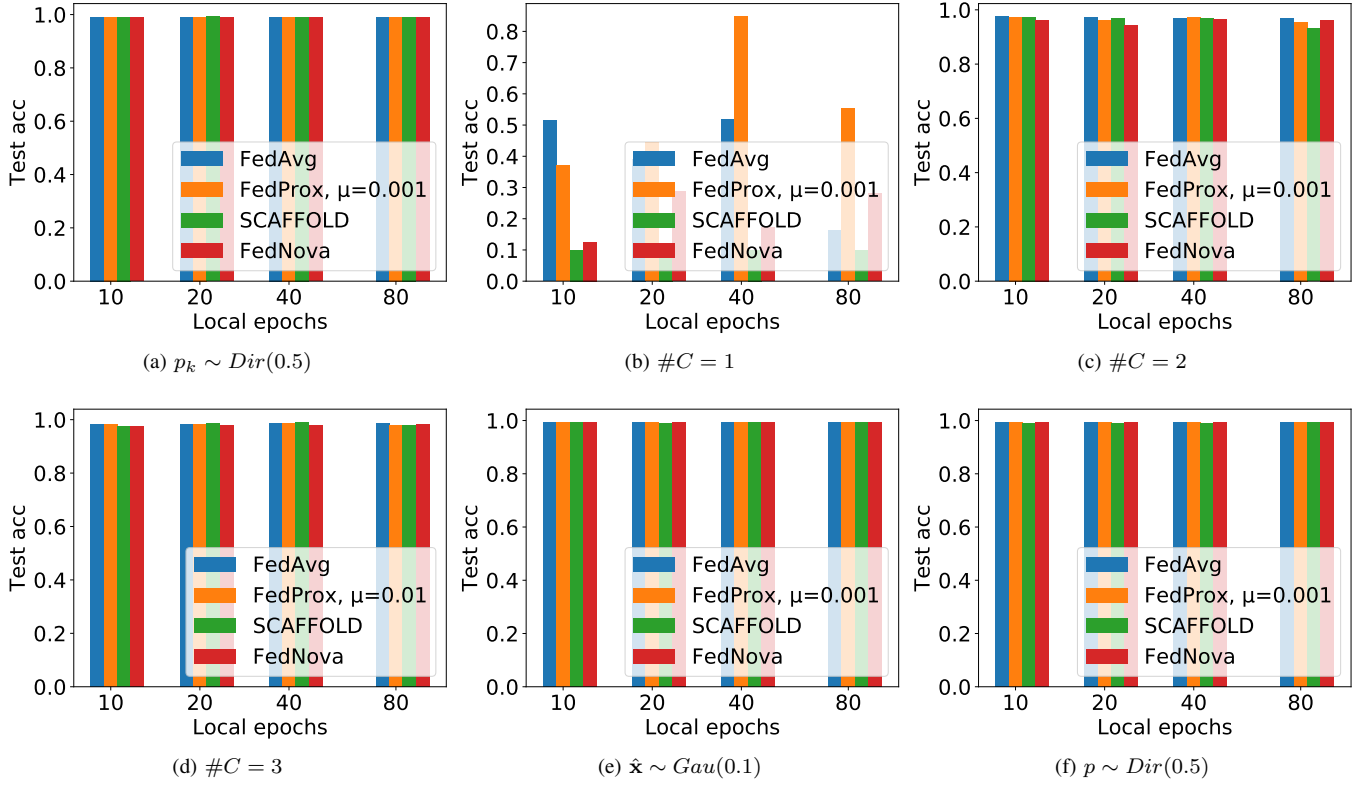 1.0
0.8
0.6
0.4
0.2
0.0
Test acc
FedAvg
FedProx, μ=0.001
SCAFFOLD
FedNova
10 20 40 80
Local epochs
(a) p_k ∼ Dir(0.5)
0.8
0.7
0.6
0.5
0.4
0.3
0.2
0.1
0.0
Test acc
FedAvg
FedProx, μ=0.001
SCAFFOLD
FedNova
10 20 40 80
Local epochs
(b) #C = 1
1.0
0.8
0.6
0.4
0.2
0.0
Test acc
FedAvg
FedProx, μ=0.001
SCAFFOLD
FedNova
10 20 40 80
Local epochs
(c) #C = 2
1.0
0.8
0.6
0.4
0.2
0.0
Test acc
FedAvg
FedProx, μ=0.01
SCAFFOLD
FedNova
10 20 40 80
Local epochs
(d) #C = 3
1.0
0.8
0.6
0.4
0.2
0.0
Test acc
FedAvg
FedProx, μ=0.001
SCAFFOLD
FedNova
10 20 40 80
Local epochs
(e) x̂ ∼ Gau(0.1)
1.0
0.8
0.6
0.4
0.2
0.0
Test acc
FedAvg
FedProx, μ=0.001
SCAFFOLD
FedNova
10 20 40 80
Local epochs
(f) p ∼ Dir(0.5)